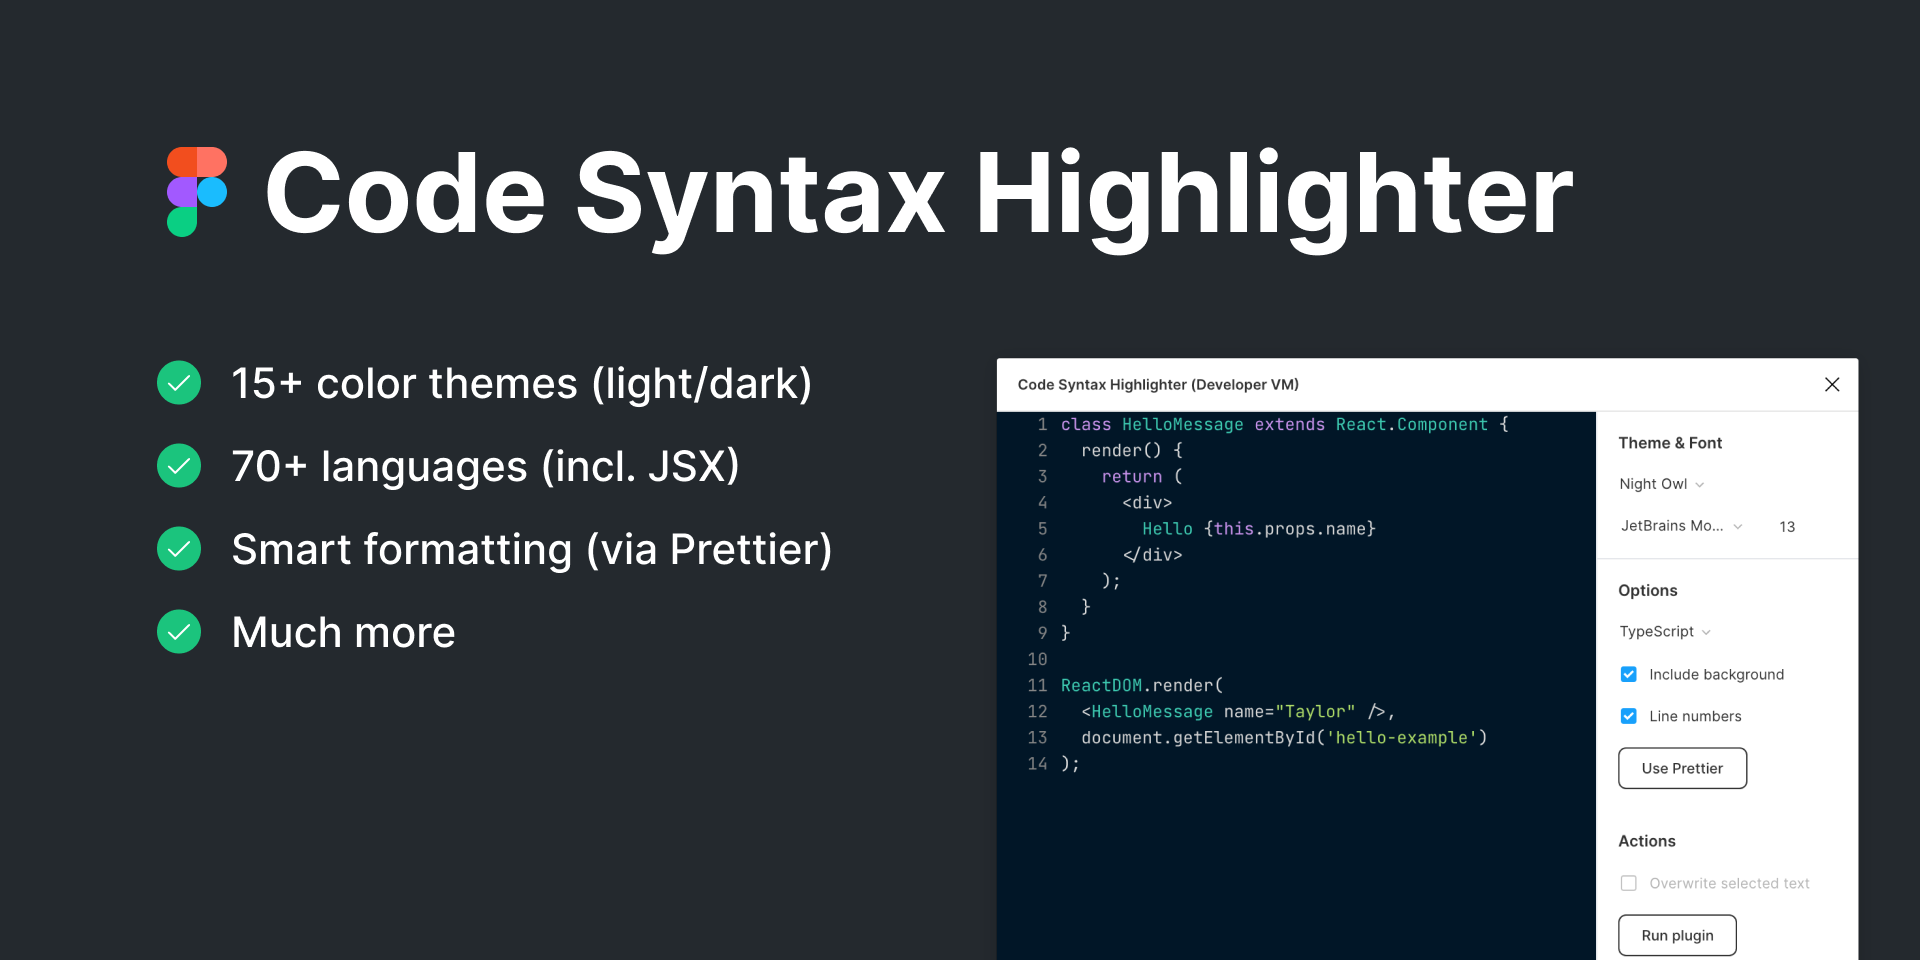 Code Syntax Highlighter
15+ color themes (light/dark)
70+ languages (incl. JSX)
Smart formatting (via Prettier)
Much more
Code Syntax Highlighter (Developer VM)
1 class HelloMessage extends React.Component {
2   render() {
3     return (
4       <div>
5         Hello {this.props.name}
6       </div>
7     );
8   }
9 }
10
11 ReactDOM.render(
12   <HelloMessage name="Taylor" />,
13   document.getElementById('hello-example')
14 );
Theme & Font
Night Owl
JetBrains Mo... 13
Options
TypeScript
Include background
Line numbers
Use Prettier
Actions
Overwrite selected text
Run plugin